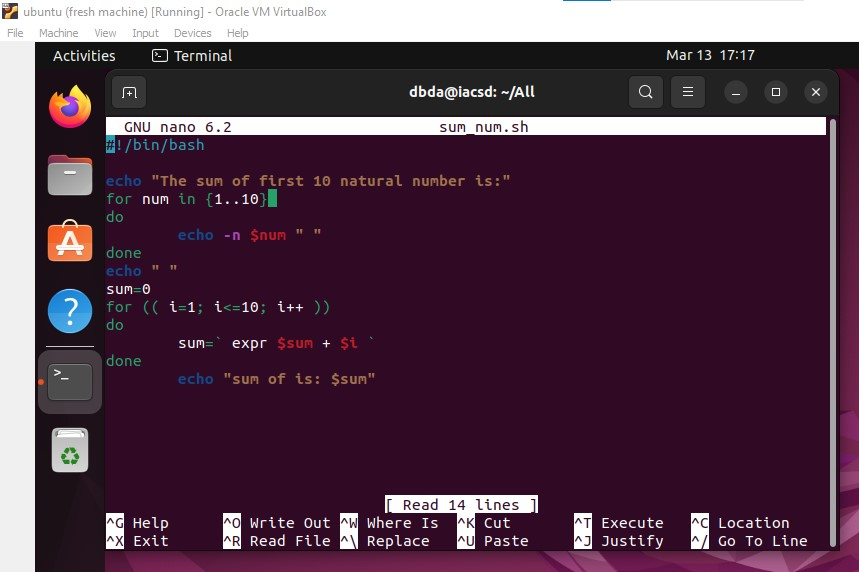 ubuntu (fresh machine) [Running] - Oracle VM VirtualBox
File Machine View Input Devices Help
Activities Terminal Mar 13 17:17
dbda@iacsd: ~/All
GNU nano 6.2 sum_num.sh
#!/bin/bash
echo "The sum of first 10 natural number is:"
for num in {1..10}
do
echo -n $num " "
done
echo " "
sum=0
for (( i=1; i<=10; i++ ))
do
sum=` expr $sum + $i `
done
echo "sum of is: $sum"
[ Read 14 lines ]
^G Help ^O Write Out ^W Where Is ^K Cut ^T Execute ^C Location
^X Exit ^R Read File ^\ Replace ^U Paste ^J Justify ^/ Go To Line